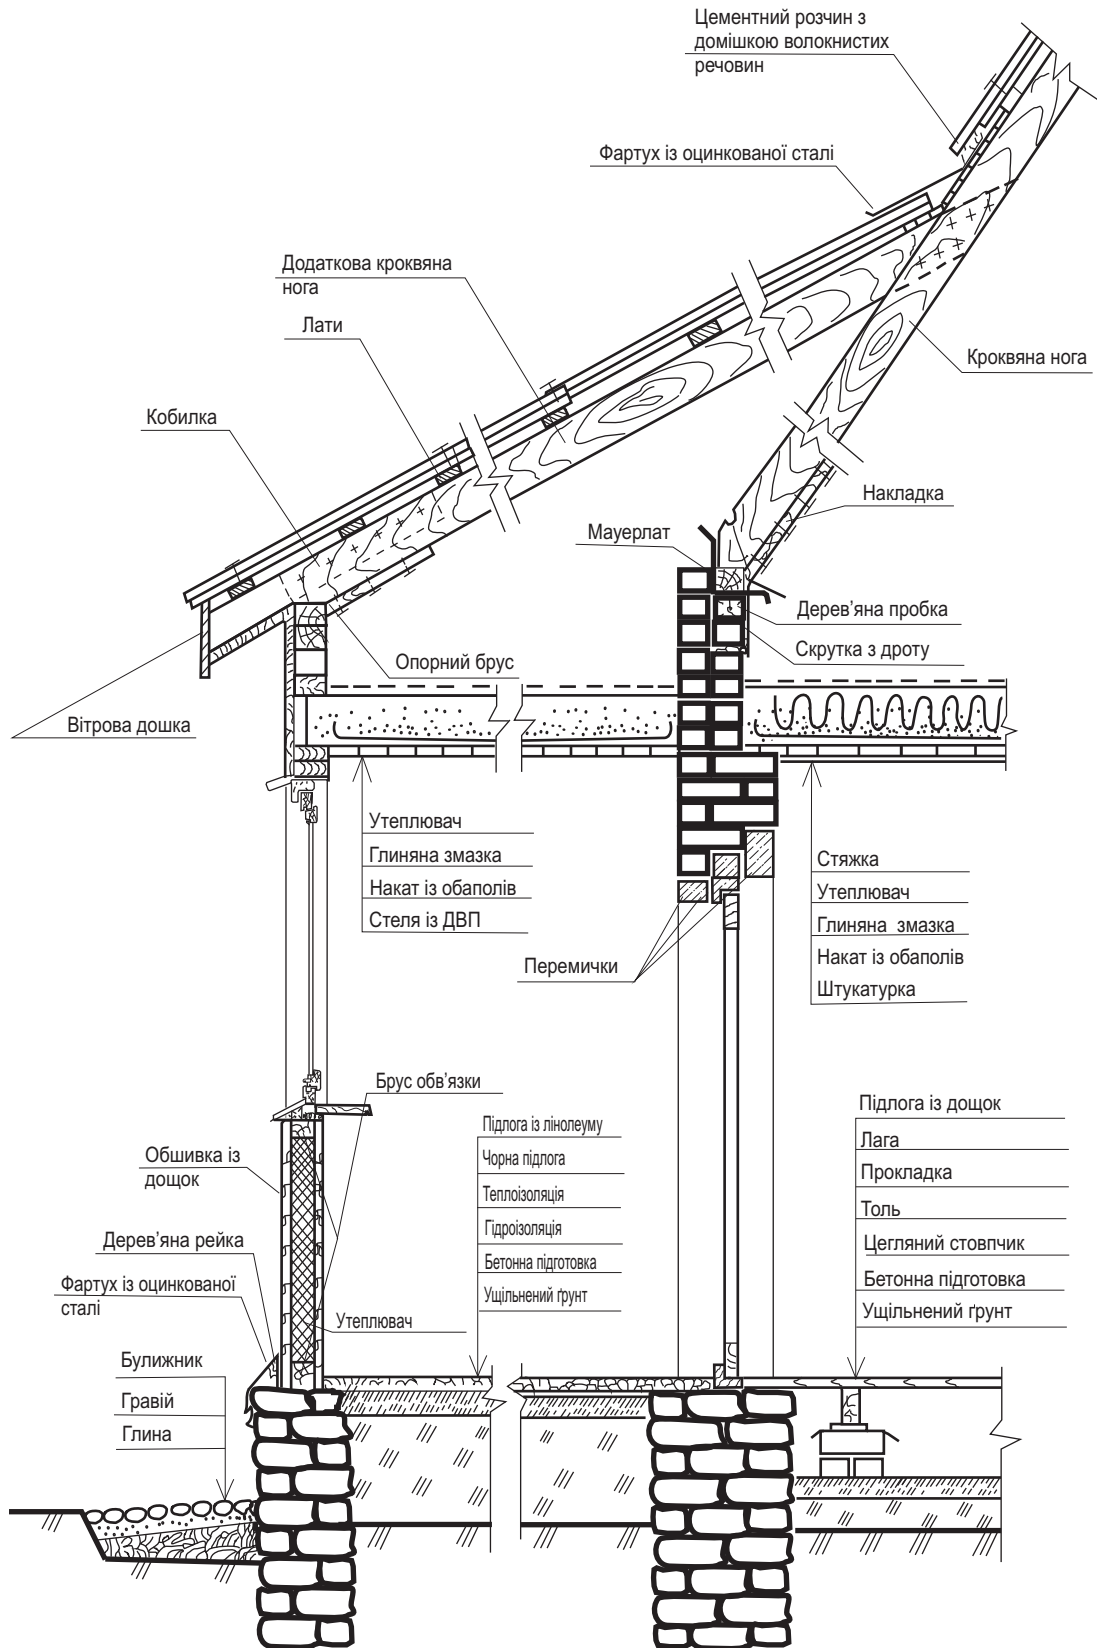 Цементний розчин з
домішкою волокнистих
речовин
Фартух із оцинкованої сталі
Додаткова кроквяна
нога
Лати
Кроквяна нога
Кобилка
Накладка
Мауерлат
Дерев’яна пробка
Скрутка з дроту
Опорний брус
Вітрова дошка
Утеплювач
Глиняна змазка
Накат із обаполів
Стеля із ДВП
Стяжка
Утеплювач
Глиняна змазка
Накат із обаполів
Штукатурка
Перемички
Брус обв’язки
Обшивка із
дощок
Дерев’яна рейка
Фартух із оцинкованої
сталі
Утеплювач
Підлога із лінолеуму
Чорна підлога
Теплоізоляція
Гідроізоляція
Бетонна підготовка
Ущільнений ґрунт
Підлога із дощок
Лага
Прокладка
Толь
Цегляний стовпчик
Бетонна підготовка
Ущільнений ґрунт
Булижник
Гравій
Глина